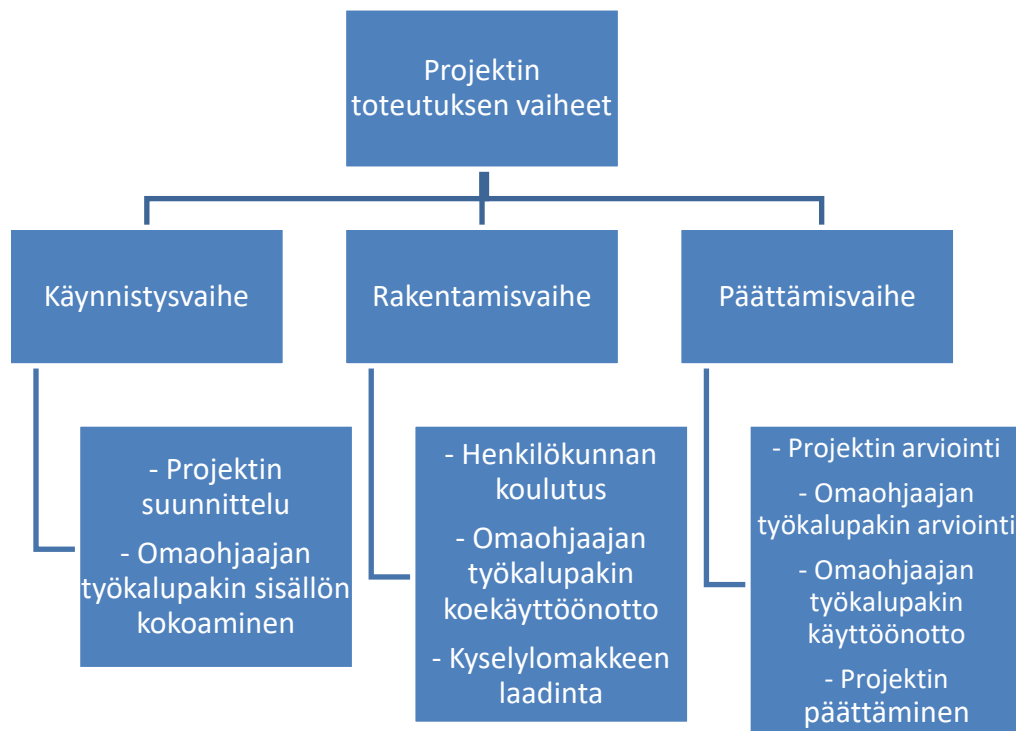 Projektin
toteutuksen vaiheet
Käynnistysvaihe
Rakentamisvaihe
Päättämisvaihe
- Projektin
suunnittelu
- Omaohjaajan
työkalupakin sisällön
kokoaminen
- Henkilökunnan
koulutus
- Omaohjaajan
työkalupakin
koekäyttöönotto
- Kyselylomakkeen
laadinta
- Projektin arviointi
- Omaohjaajan
työkalupakin arviointi
- Omaohjaajan
työkalupakin
käyttöönotto
- Projektin
päättäminen